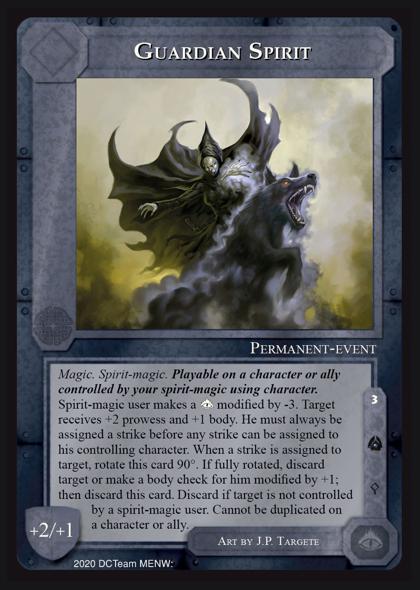 Guardian Spirit
Permanent-event
Magic. Spirit-magic. Playable on a character or ally
controlled by your spirit-magic using character.
Spirit-magic user makes a modified by -3. Target
receives +2 prowess and +1 body. He must always be
assigned a strike before any strike can be assigned to
his controlling character. When a strike is assigned to
target, rotate this card 90°. If fully rotated, discard
target or make a body check for him modified by +1;
then discard this card. Discard if target is not controlled
by a spirit-magic user. Cannot be duplicated on
a character or ally.
3
+2/+1
Art by J.P. Targete
2020 DCTeam MENW: